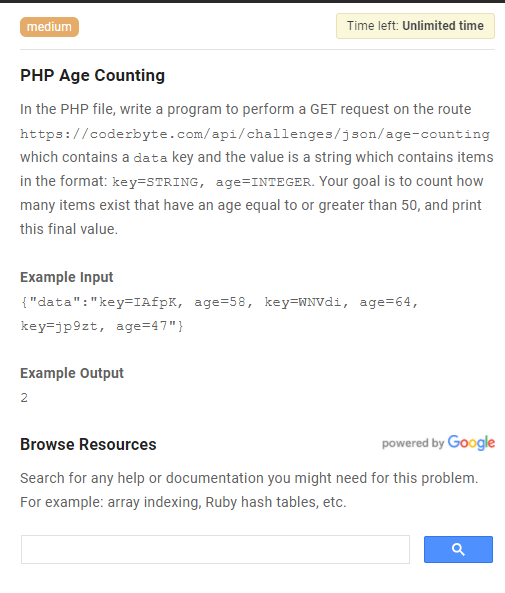 medium
Time left: Unlimited time
PHP Age Counting
In the PHP file, write a program to perform a GET request on the route
https://coderbyte.com/api/challenges/json/age-counting
which contains a data key and the value is a string which contains items
in the format: key=STRING, age=INTEGER. Your goal is to count how
many items exist that have an age equal to or greater than 50, and print
this final value.
Example Input
{"data":"key=IAfpK, age=58, key=WNVdi, age=64,
key=jp9zt, age=47"}
Example Output
2
Browse Resources
powered by Google
Search for any help or documentation you might need for this problem.
For example: array indexing, Ruby hash tables, etc.